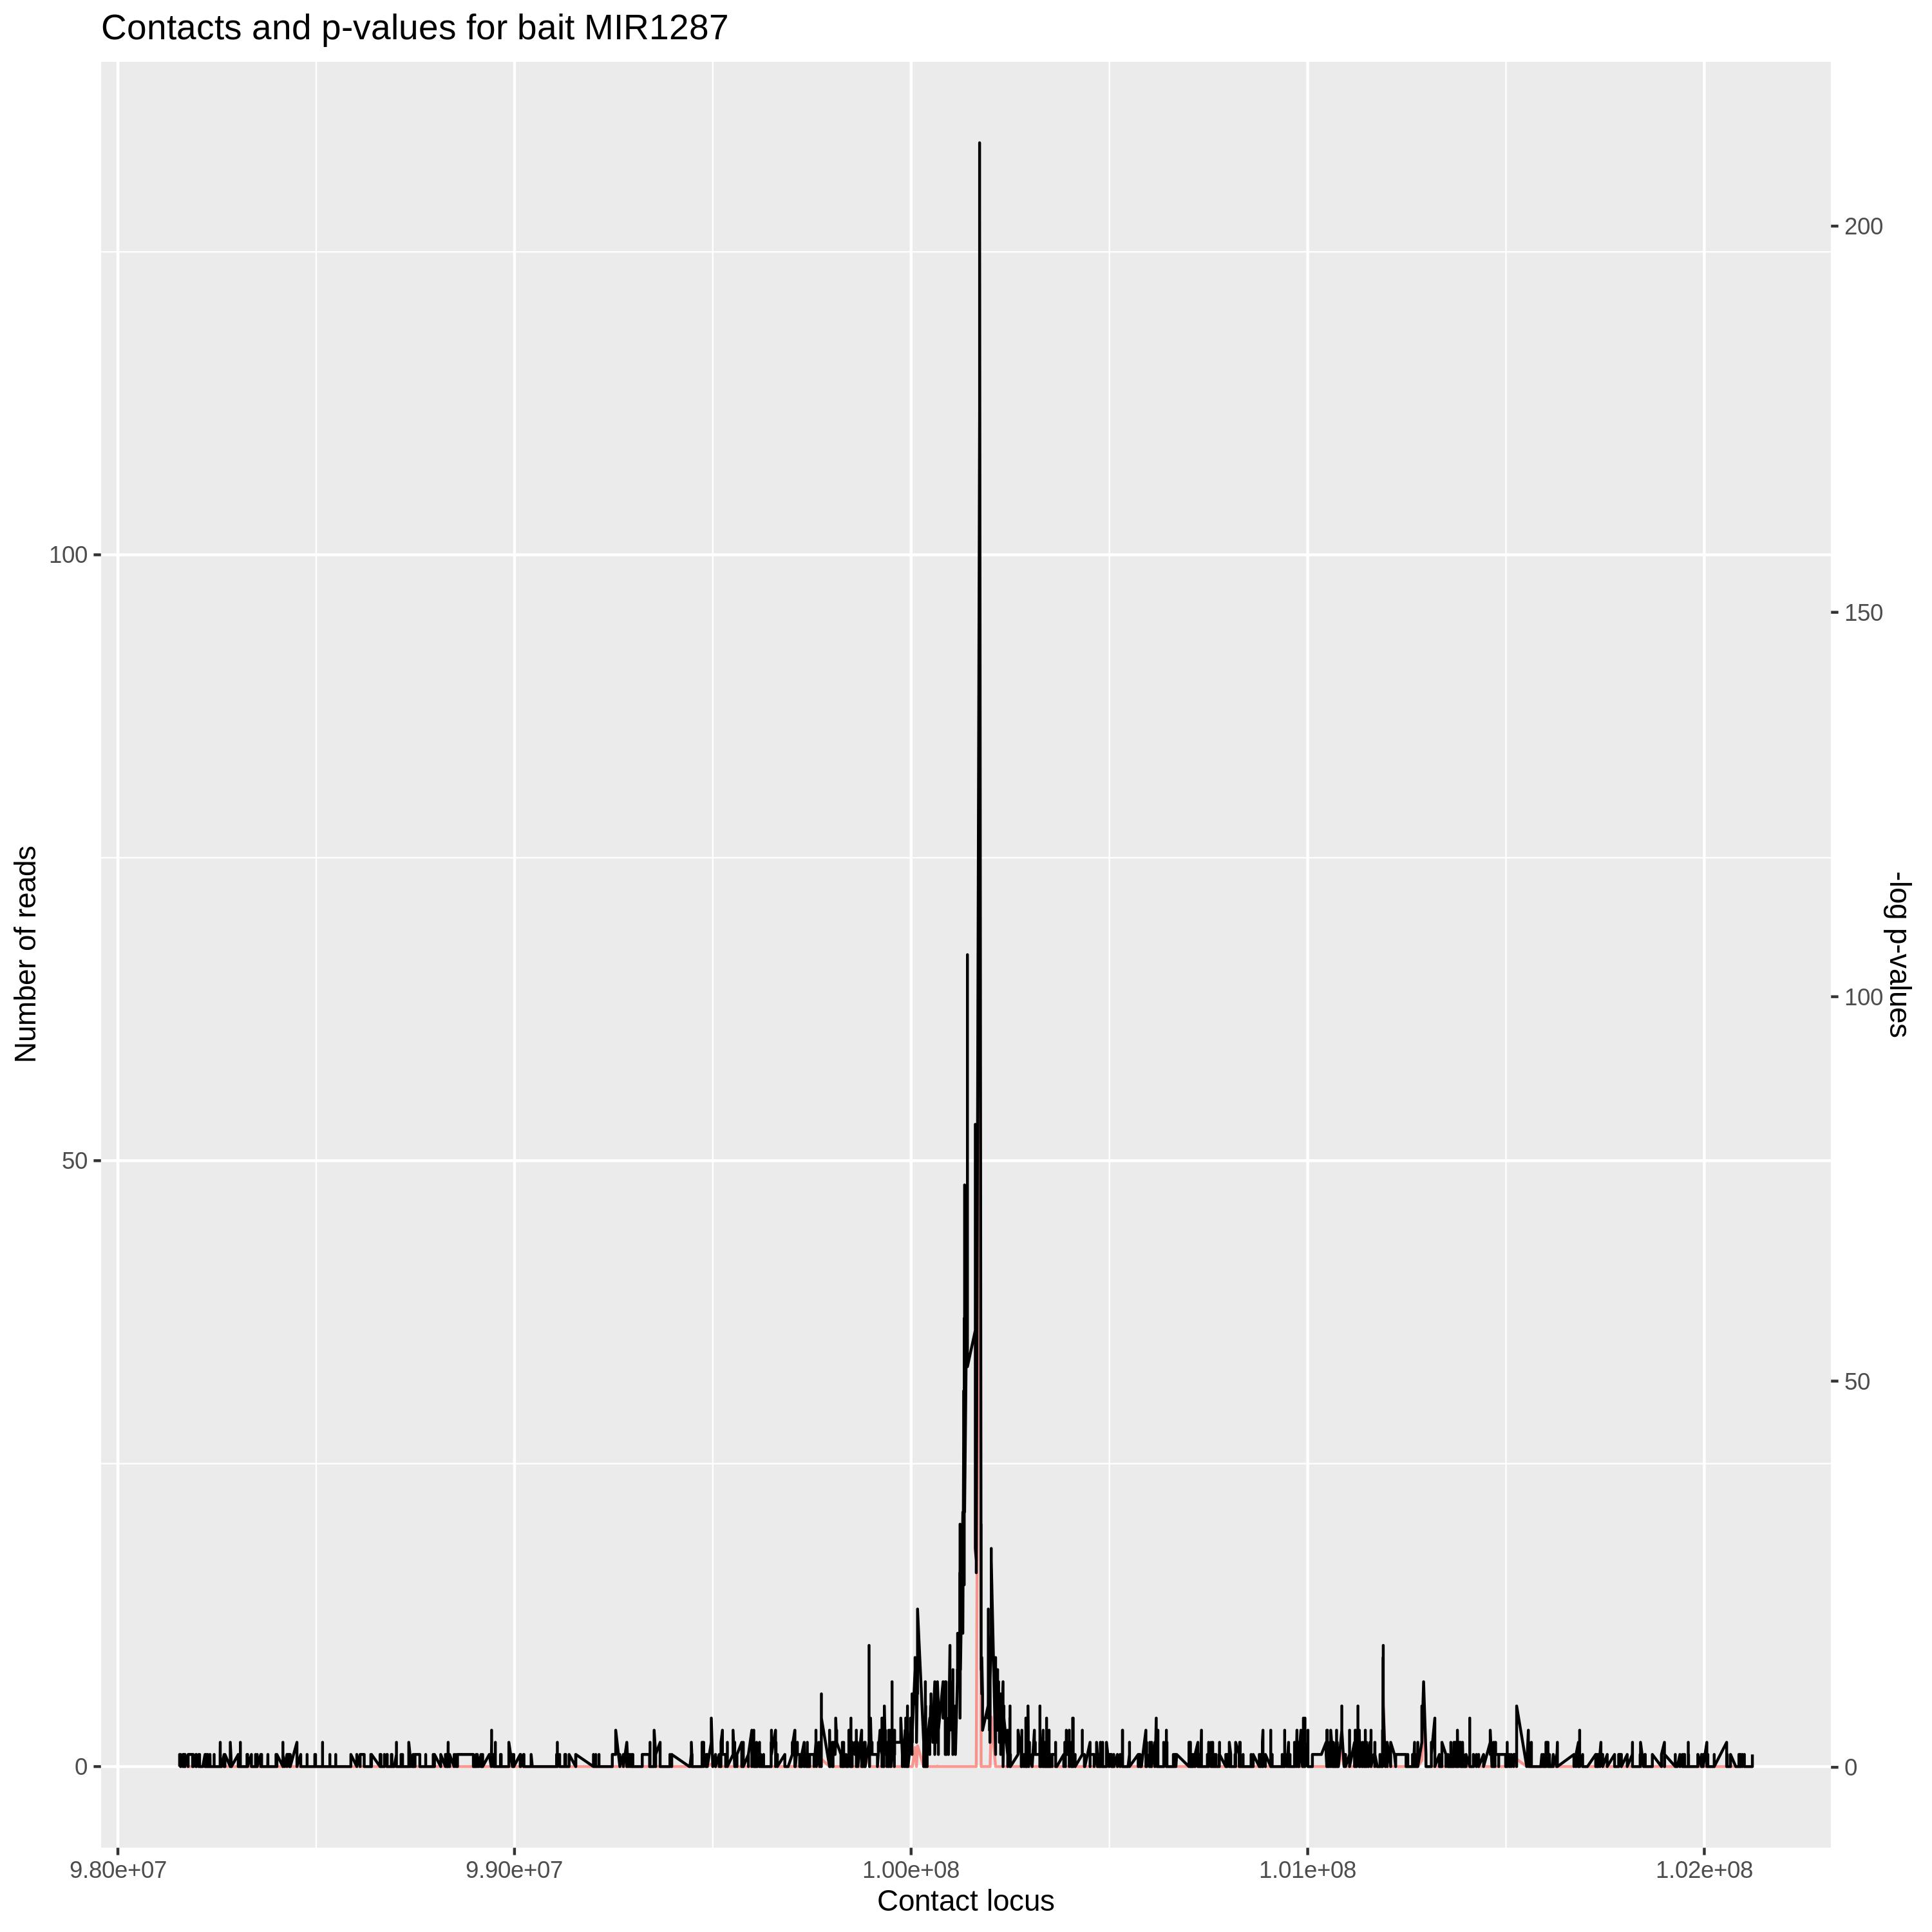 Contacts and p-values for bait MIR1287
200
100
150
Number of reads
-log p-values
100
50
50
0
0
9.80e+07 9.90e+07 1.00e+08 1.01e+08 1.02e+08
Contact locus